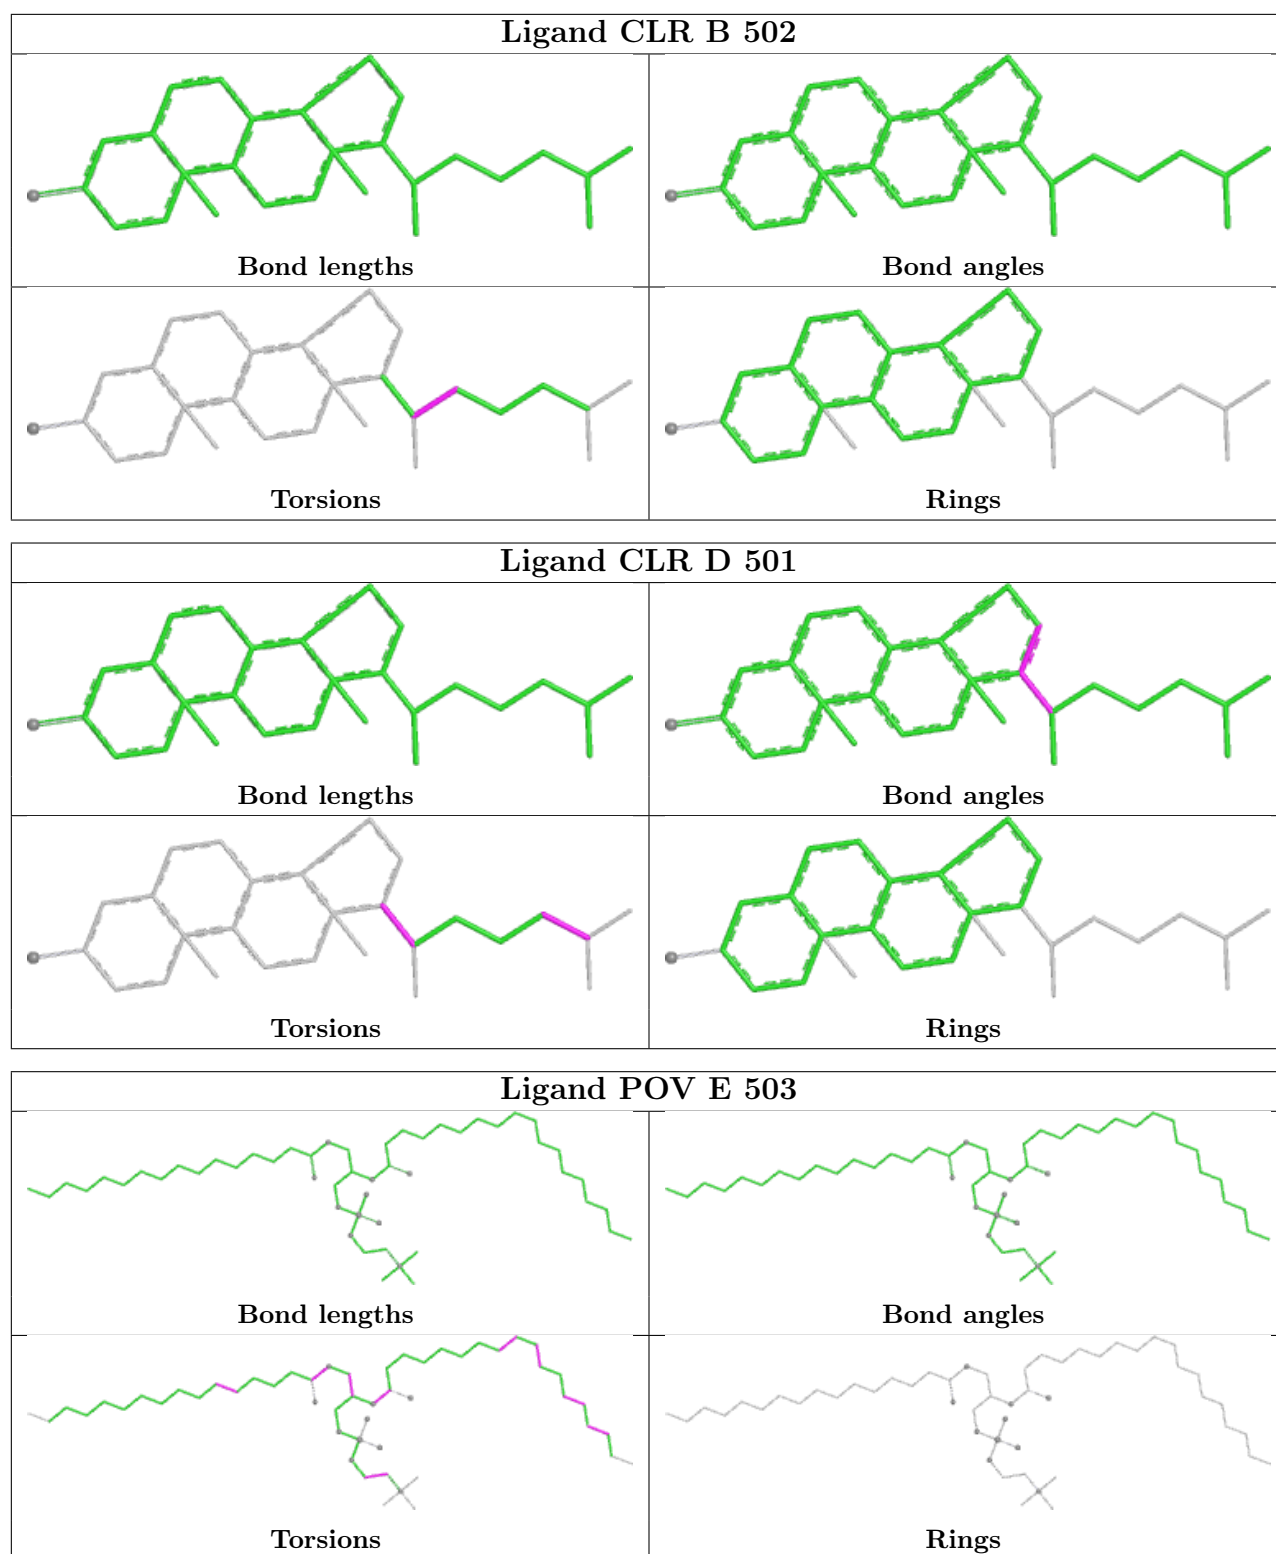 Ligand CLR B 502
Bond lengths
Bond angles
Torsions
Rings
Ligand CLR D 501
Bond lengths
Bond angles
Torsions
Rings
Ligand POV E 503
Bond lengths
Bond angles
Torsions
Rings